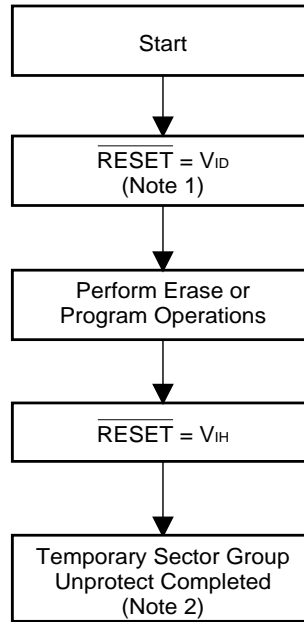 Start
RESET = VID
(Note 1)
Perform Erase or
Program Operations
RESET = VIH
Temporary Sector Group
Unprotect Completed
(Note 2)